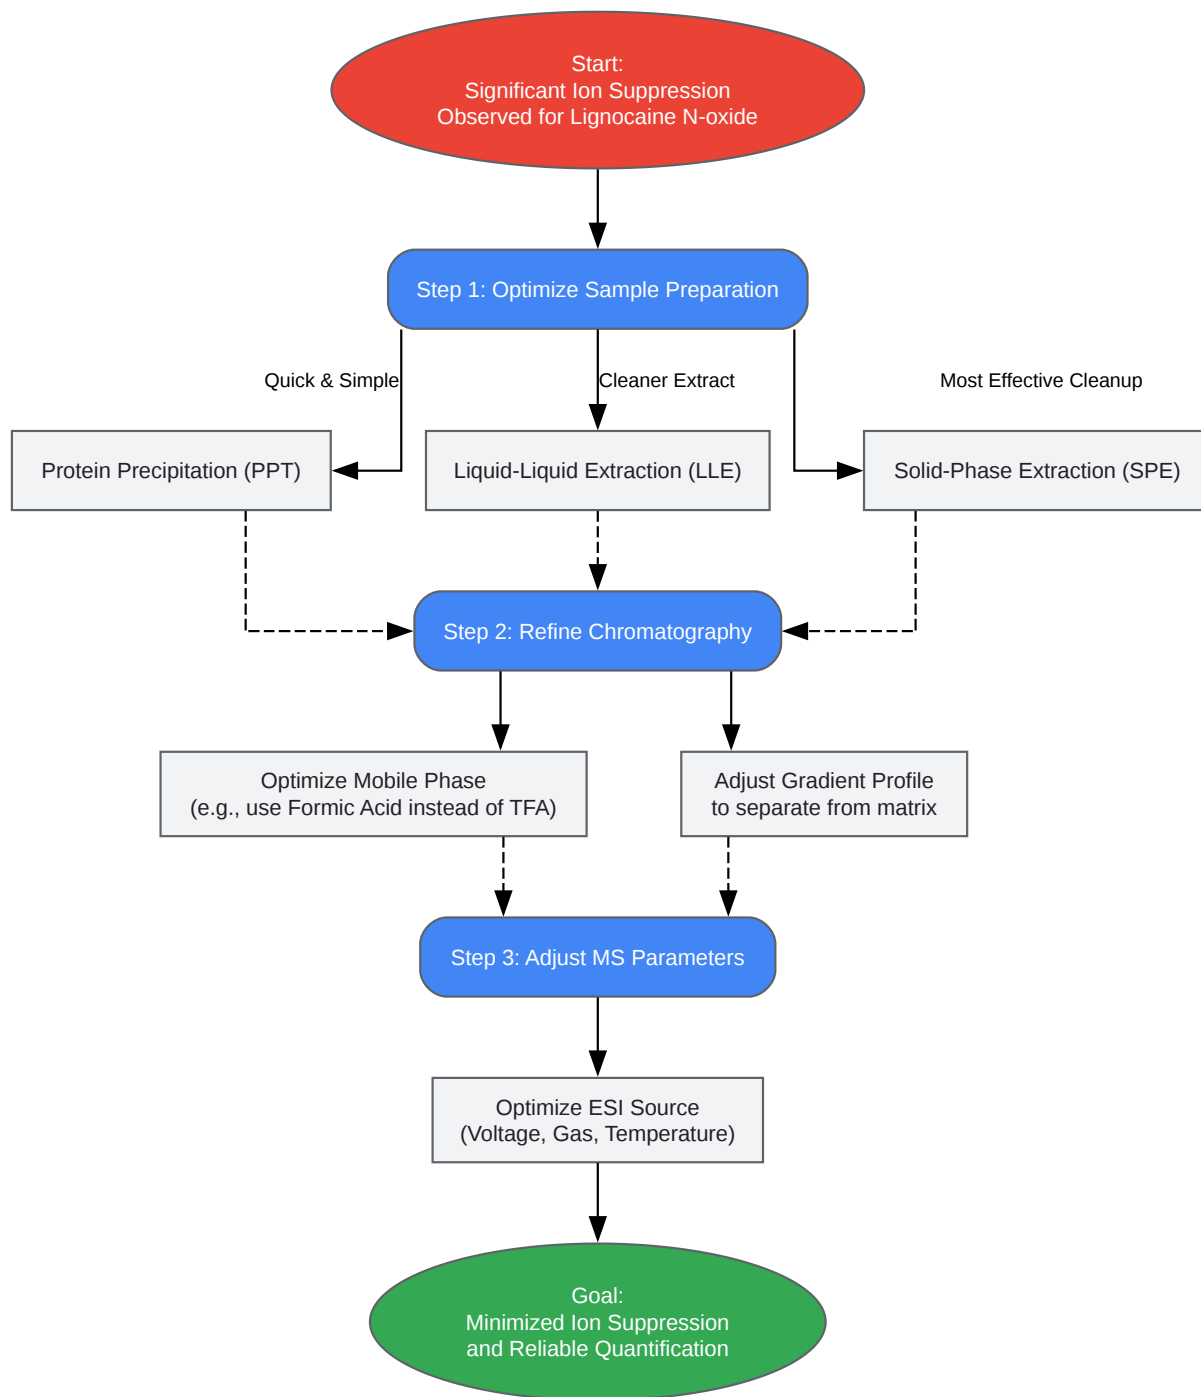 Start:
Significant Ion Suppression
Observed for Lignocaine N-oxide
Step 1: Optimize Sample Preparation
Quick & Simple
Cleaner Extract
Most Effective Cleanup
Protein Precipitation (PPT)
Liquid-Liquid Extraction (LLE)
Solid-Phase Extraction (SPE)
Step 2: Refine Chromatography
Optimize Mobile Phase
(e.g., use Formic Acid instead of TFA)
Adjust Gradient Profile
to separate from matrix
Step 3: Adjust MS Parameters
Optimize ESI Source
(Voltage, Gas, Temperature)
Goal:
Minimized Ion Suppression
and Reliable Quantification